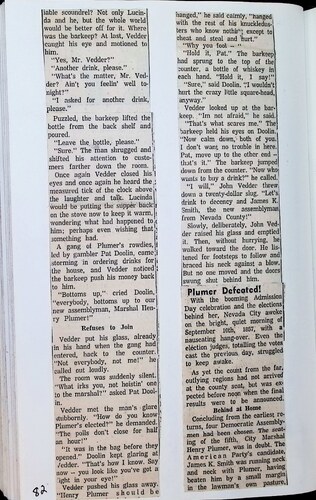 liable scoundrel? Not only Lucin-
da and he, but the whole world
would be better off for it. Where
was the barkeep? At last, Vedder
caught his eye and motioned to
him.
"Yes, Mr. Vedder?"
"Another drink, please."
"What's the matter, Mr. Ved-
der? Ain't you feelin' well to-
night?"
"I asked for another drink,
please."
Puzzled, the barkeep lifted the
bottle from the back shelf and
poured.
"Leave the bottle, please."
"Sure." The man shrugged and
shifted his attention to custo-
mers farther down the room.
Once again Vedder closed his
eyes and once again he heard the
measured tick of the clock above
the laughter and talk. Lucinda
would be putting the supper back
on the stove now to keep it warm,
wondering what had happened to
him; perhaps even wishing that
something had.
A gang of Plumer's rowdies,
led by gambler Pat Doolin, came
storming in ordering drinks for
the house, and Vedder noticed
the barkeep push his money back
to him.
"Bottoms up," cried Doolin,
"everybody, bottoms up to our
new assemblyman, Marshal Hen-
ry Plumer!"
Refuses to Join
Vedder put his glass, already
in his hand when the gang had
entered, back to the counter.
"Not everybody, not me!" he
called out loudly.
The room was suddenly silent.
"What irks you, not heistin' one
to the marshal?" asked Pat Doo-
lin.
Vedder met the man's glare
stubbornly. "How do you know
Plumer's elected?" he demanded.
"The polls don't close for half
an hour!"
"It was in the bag before they
opened." Doolin kept glaring at
Vedder. "That's how I know. Say
now — you look like you've got a
light in your eye!"
Vedder pushed his glass away.
"Henry Plumer should be
hanged," he said calmly, "hanged
with the rest of his knuckledus-
ters who know nothin' except to
cheat and steal and hurt."
"Why you fool — "
"Hold it, Pat." The barkeep
had sprung to the top of the
counter, a bottle of whiskey in
each hand. "Hold it, I say!"
"Sure," said Doolin, "I wouldn't
hurt the crazy little square-head,
anyway."
Vedder looked up at the bar-
keep. "I'm not afraid," he said.
"That's what scares me." The
barkeep held his eyes on Doolin.
"Now calm down, both of you.
I don't want no trouble in here.
Pat, move up to the other end —
that's it." The barkeep jumped
down from the counter. "Now who
wants to buy a drink?" he called.
"I will," John Vedder threw
down a twenty-dollar slug. "Let's
drink to decency and James K.
Smith, the new assemblyman
from Nevada County!"
Slowly, deliberately, John Ved-
der raised his glass and emptied
it. Then, without hurrying, he
walked toward the door. He lis-
tened for footsteps to follow and
braced his neck against a blow.
But no one moved and the doors
swung shut behind him.
Plumer Defeated!
With the booming Admission
Day celebration and the elections
behind her, Nevada City awoke
on the bright, quiet morning of
September 10th, 1857, with a
nauseating hang-over. Even the
election judges, totalling the votes
cast the previous day, struggled
to keep awake.
As yet the count from the far,
outlying regions had not arrived
at the county seat, but was ex-
pected before noon when the final
results were to be announced.
Behind at Home
Concluding from the earliest re-
turns, four Democratic Assembly-
men had been chosen. The seat-
ing of the fifth, City Marshal
Henry Plumer, was in doubt. The
American Party's candidate,
James K. Smith was running neck
and neck with Plumer, having
beaten him by a small margin
in the lawman's own pasturing
82